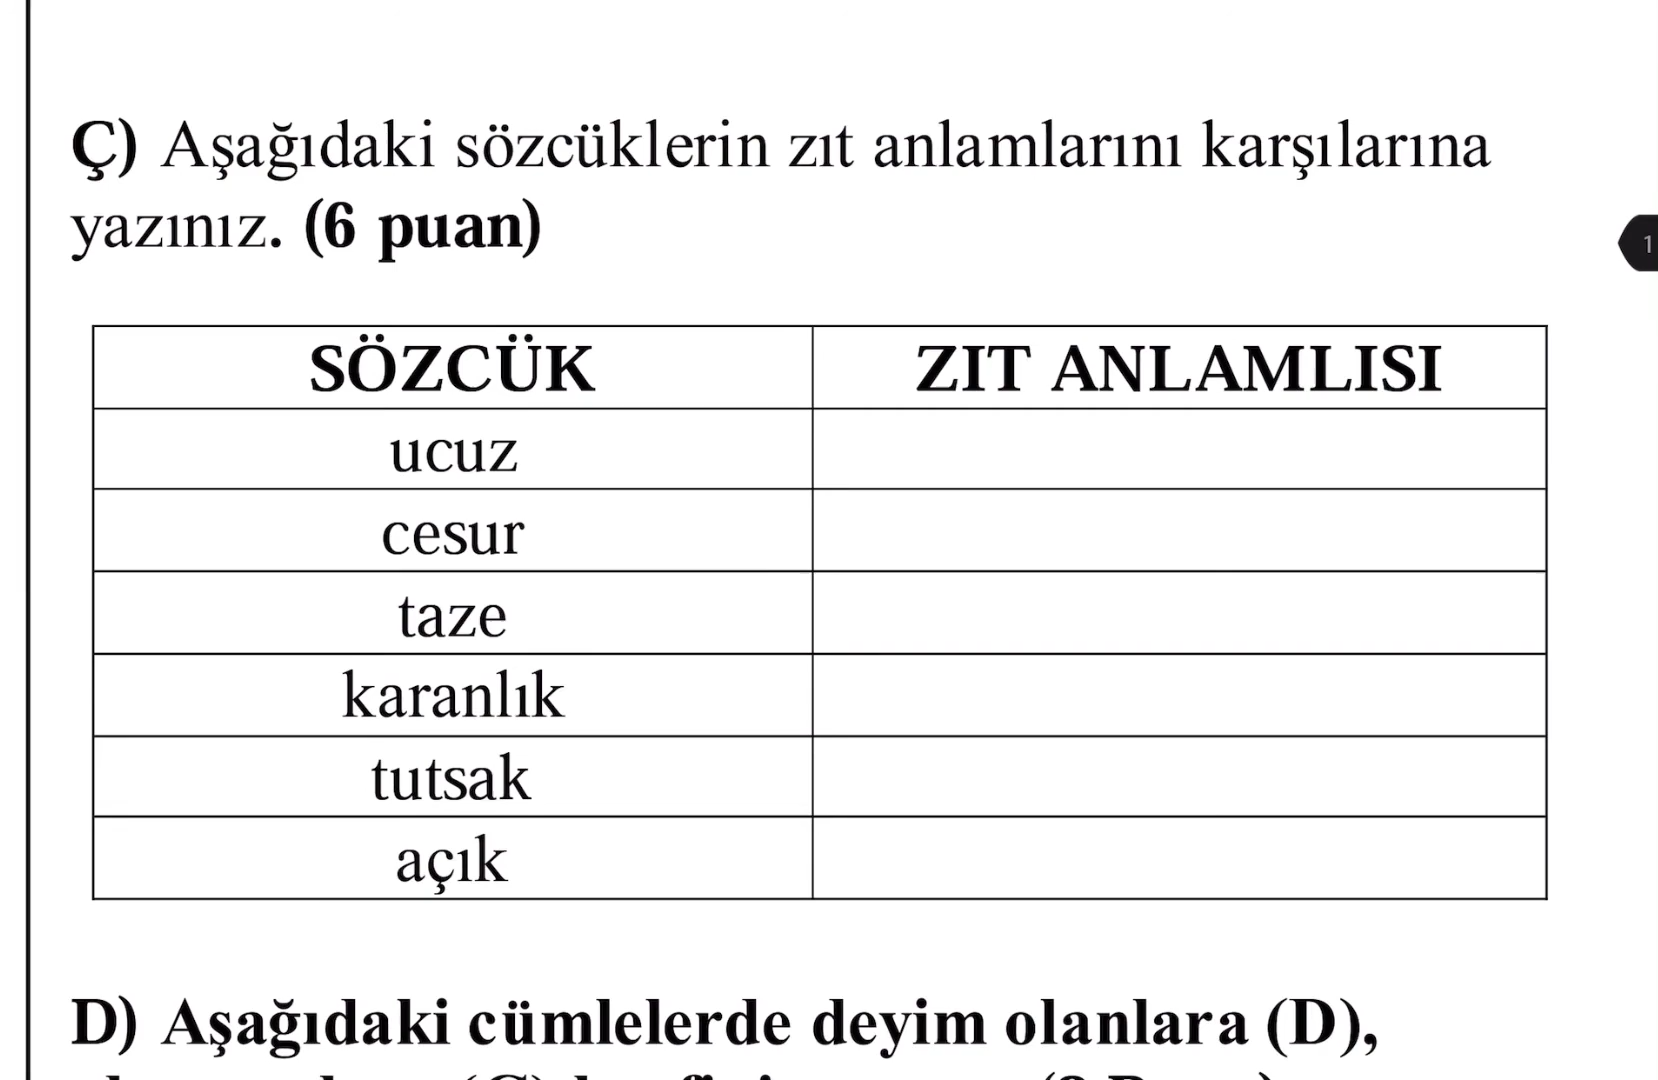 Ç) Aşağıdaki sözcüklerin zıt anlamlarını karşılarına
yazınız. (6 puan)
1
SÖZCÜK ZIT ANLAMLISI
ucuz
cesur
taze
karanlık
tutsak
açık
D) Aşağıdaki cümlelerde deyim olanlara (D),